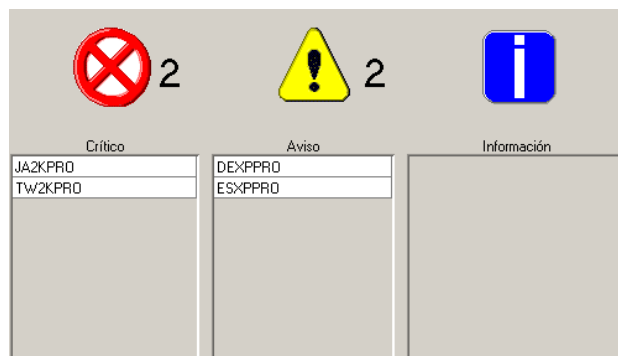 2
2
Crítico
Aviso
Información
JA2KPRO
DEXPPRO
TW2KPRO
ESXPPRO